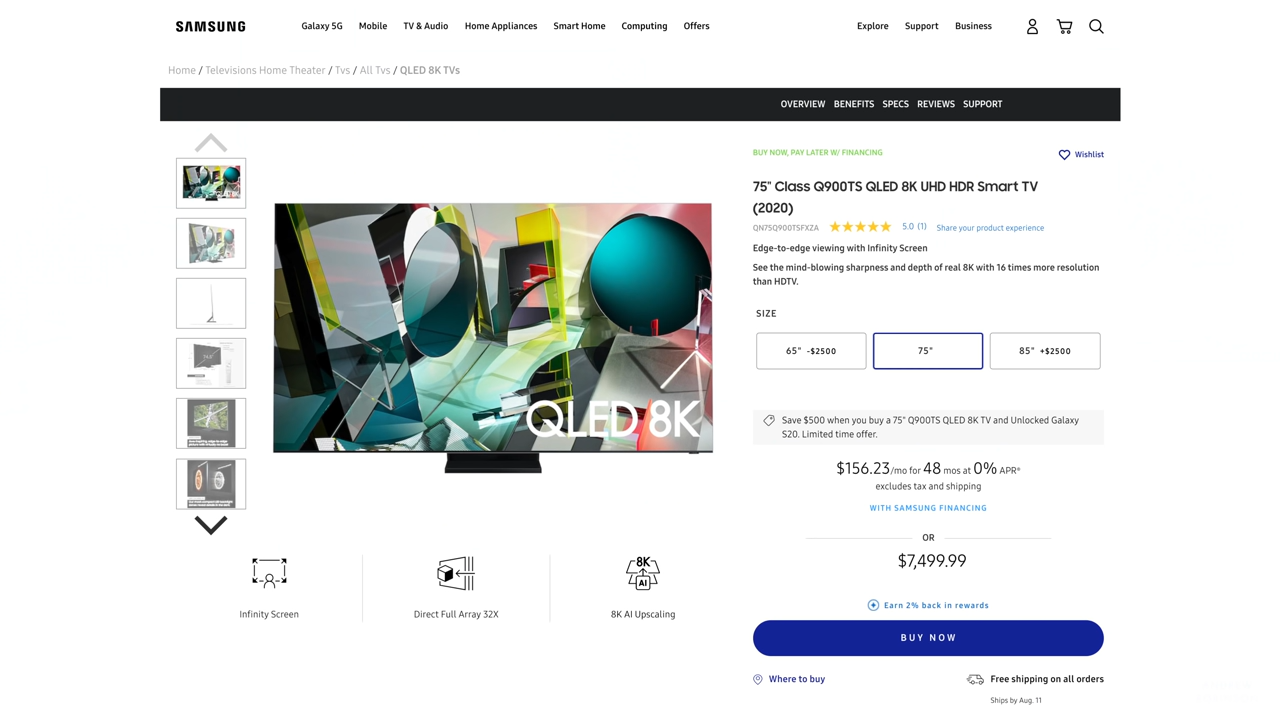 SAMSUNG
Galaxy 5G Mobile TV & Audio Home Appliances Smart Home Computing Offers Explore Support Business
Home / Televisions Home Theater / Tvs / All Tvs / QLED 8K TVs
OVERVIEW BENEFITS SPECS REVIEWS SUPPORT
BUY NOW, PAY LATER W/ FINANCING
Wishlist
75" Class Q900TS QLED 8K UHD HDR Smart TV
(2020)
QN75Q900TSFXZA 5.0 (1) Share your product experience
Edge-to-edge viewing with Infinity Screen
See the mind-blowing sharpness and depth of real 8K with 16 times more resolution
than HDTV.
SIZE
65" -$2500 75" 85" +$2500
QLED 8K
Save $500 when you buy a 75" Q900TS QLED 8K TV and Unlocked Galaxy
S20. Limited time offer.
$156.23/mo for 48 mos at 0% APR*
excludes tax and shipping
WITH SAMSUNG FINANCING
OR
$7,499.99
Earn 2% back in rewards
BUY NOW
Where to buy
Free shipping on all orders
Ships by Aug. 11
8K
AI
Infinity Screen Direct Full Array 32X 8K AI Upscaling